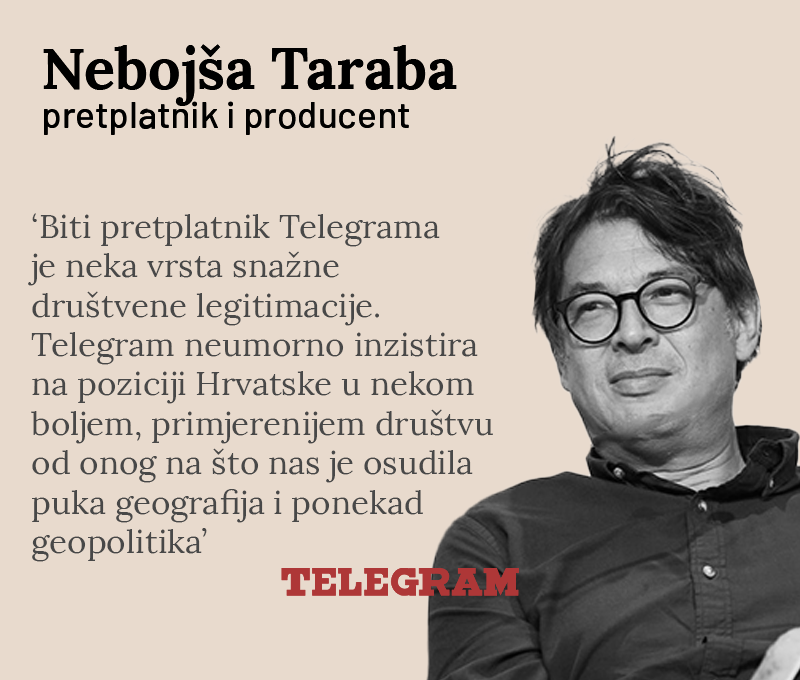 Nebojša Taraba
pretplatnik i producent
‘Biti pretplatnik Telegrama
je neka vrsta snažne
društvene legitimacije.
Telegram neumorno inzistira
na poziciji Hrvatske u nekom
boljem, primjerenijem društvu
od onog na što nas je osudila
puka geografija i ponekad
geopolitika’
TELEGRAM